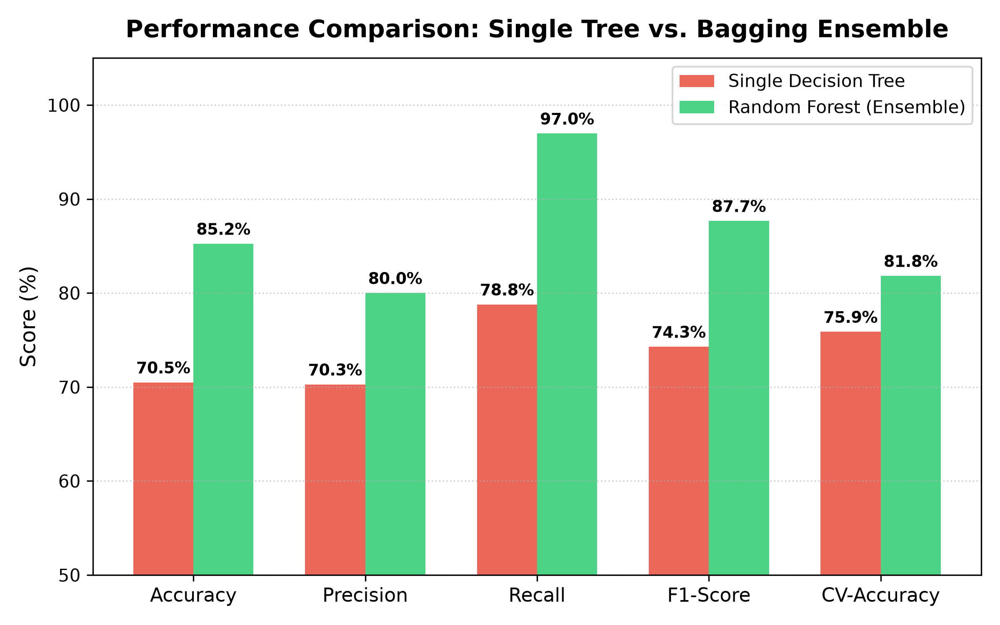 Performance Comparison: Single Tree vs. Bagging Ensemble
Single Decision Tree
Random Forest (Ensemble)
Score (%)
100
90
80
70
60
50
70.5%
85.2%
70.3%
80.0%
78.8%
97.0%
74.3%
87.7%
75.9%
81.8%
Accuracy
Precision
Recall
F1-Score
CV-Accuracy